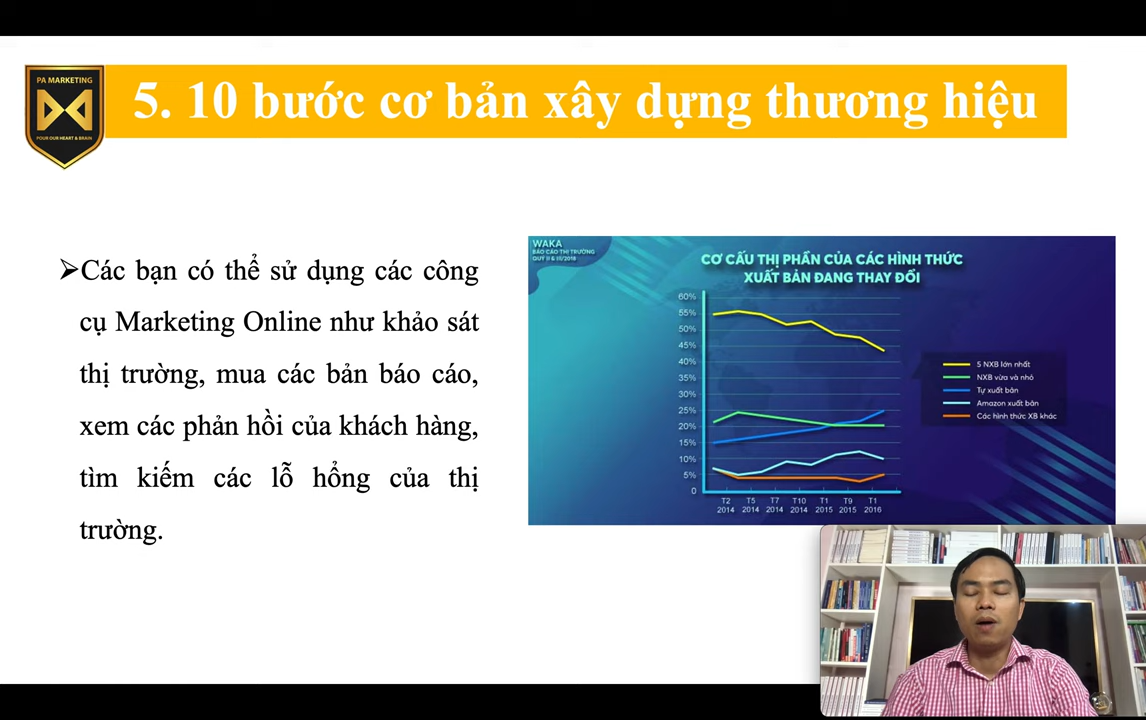 PA MARKETING
POUR OUR HEART & BRAIN
5. 10 bước cơ bản xây dựng thương hiệu
➤Các bạn có thể sử dụng các công
cụ Marketing Online như khảo sát
thị trường, mua các bản báo cáo,
xem các phản hồi của khách hàng,
tìm kiếm các lỗ hổng của thị
trường.
WAKA
BÁO CÁO THỊ TRƯỜNG
QUÝ II & III/2018
CƠ CẤU THỊ PHẦN CỦA CÁC HÌNH THỨC
XUẤT BẢN ĐANG THAY ĐỔI
60%
55%
50%
45%
40%
35%
30%
25%
20%
15%
10%
5%
0
T2 T5 T7 T10 T1 T9 T1
2014 2014 2014 2014 2015 2015 2016
5 NXB lớn nhất
NXB vừa và nhỏ
Tự xuất bản
Amazon xuất bản
Các hình thức XB khác